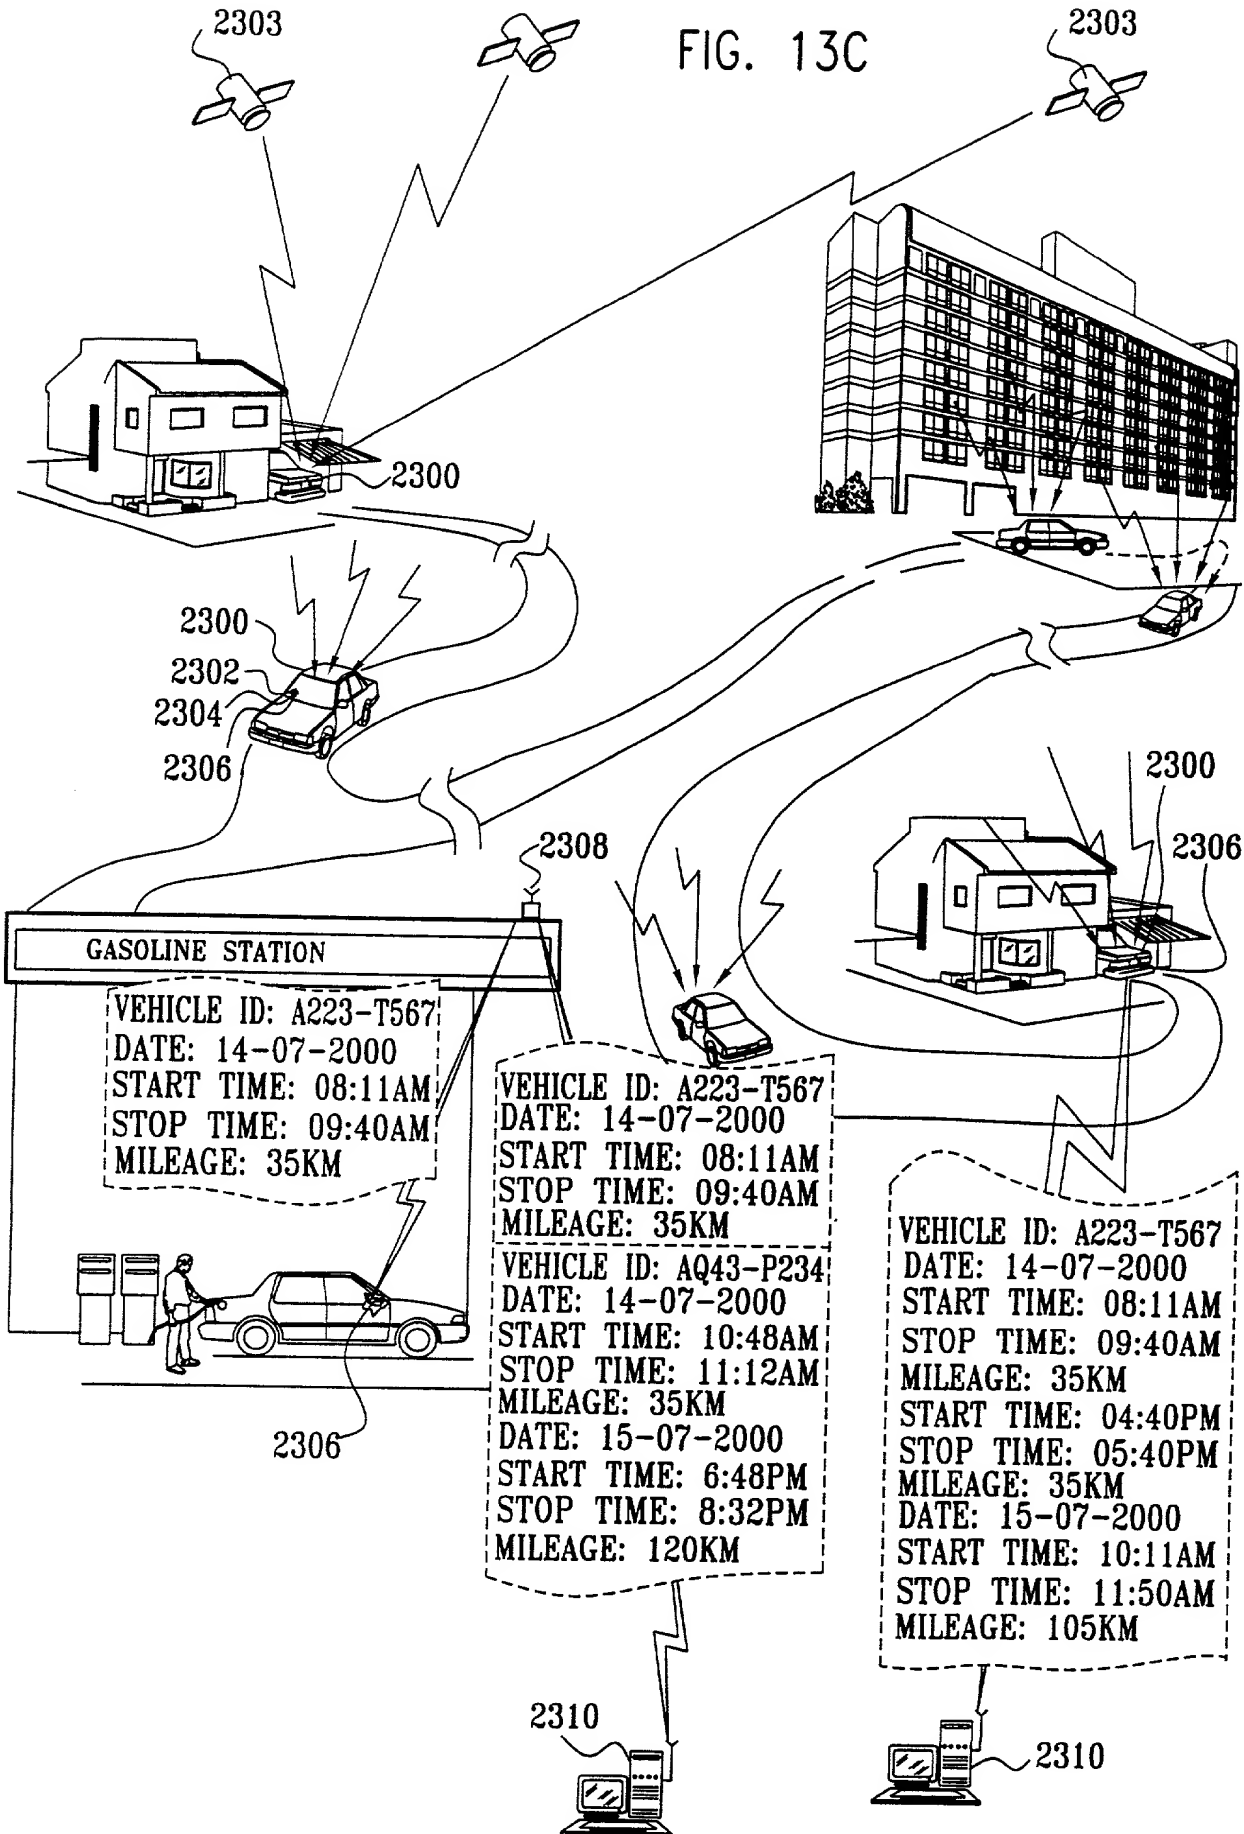 2303
FIG. 13C
2303
2300
2300
2302
2304
2306
2308
2300
2306
GASOLINE STATION
VEHICLE ID: A223-T567
DATE: 14-07-2000
START TIME: 08:11AM
STOP TIME: 09:40AM
MILEAGE: 35KM
2306
VEHICLE ID: A223-T567
DATE: 14-07-2000
START TIME: 08:11AM
STOP TIME: 09:40AM
MILEAGE: 35KM
VEHICLE ID: AQ43-P234
DATE: 14-07-2000
START TIME: 10:48AM
STOP TIME: 11:12AM
MILEAGE: 35KM
DATE: 15-07-2000
START TIME: 6:48PM
STOP TIME: 8:32PM
MILEAGE: 120KM
VEHICLE ID: A223-T567
DATE: 14-07-2000
START TIME: 08:11AM
STOP TIME: 09:40AM
MILEAGE: 35KM
START TIME: 04:40PM
STOP TIME: 05:40PM
MILEAGE: 35KM
DATE: 15-07-2000
START TIME: 10:11AM
STOP TIME: 11:50AM
MILEAGE: 105KM
2310
2310